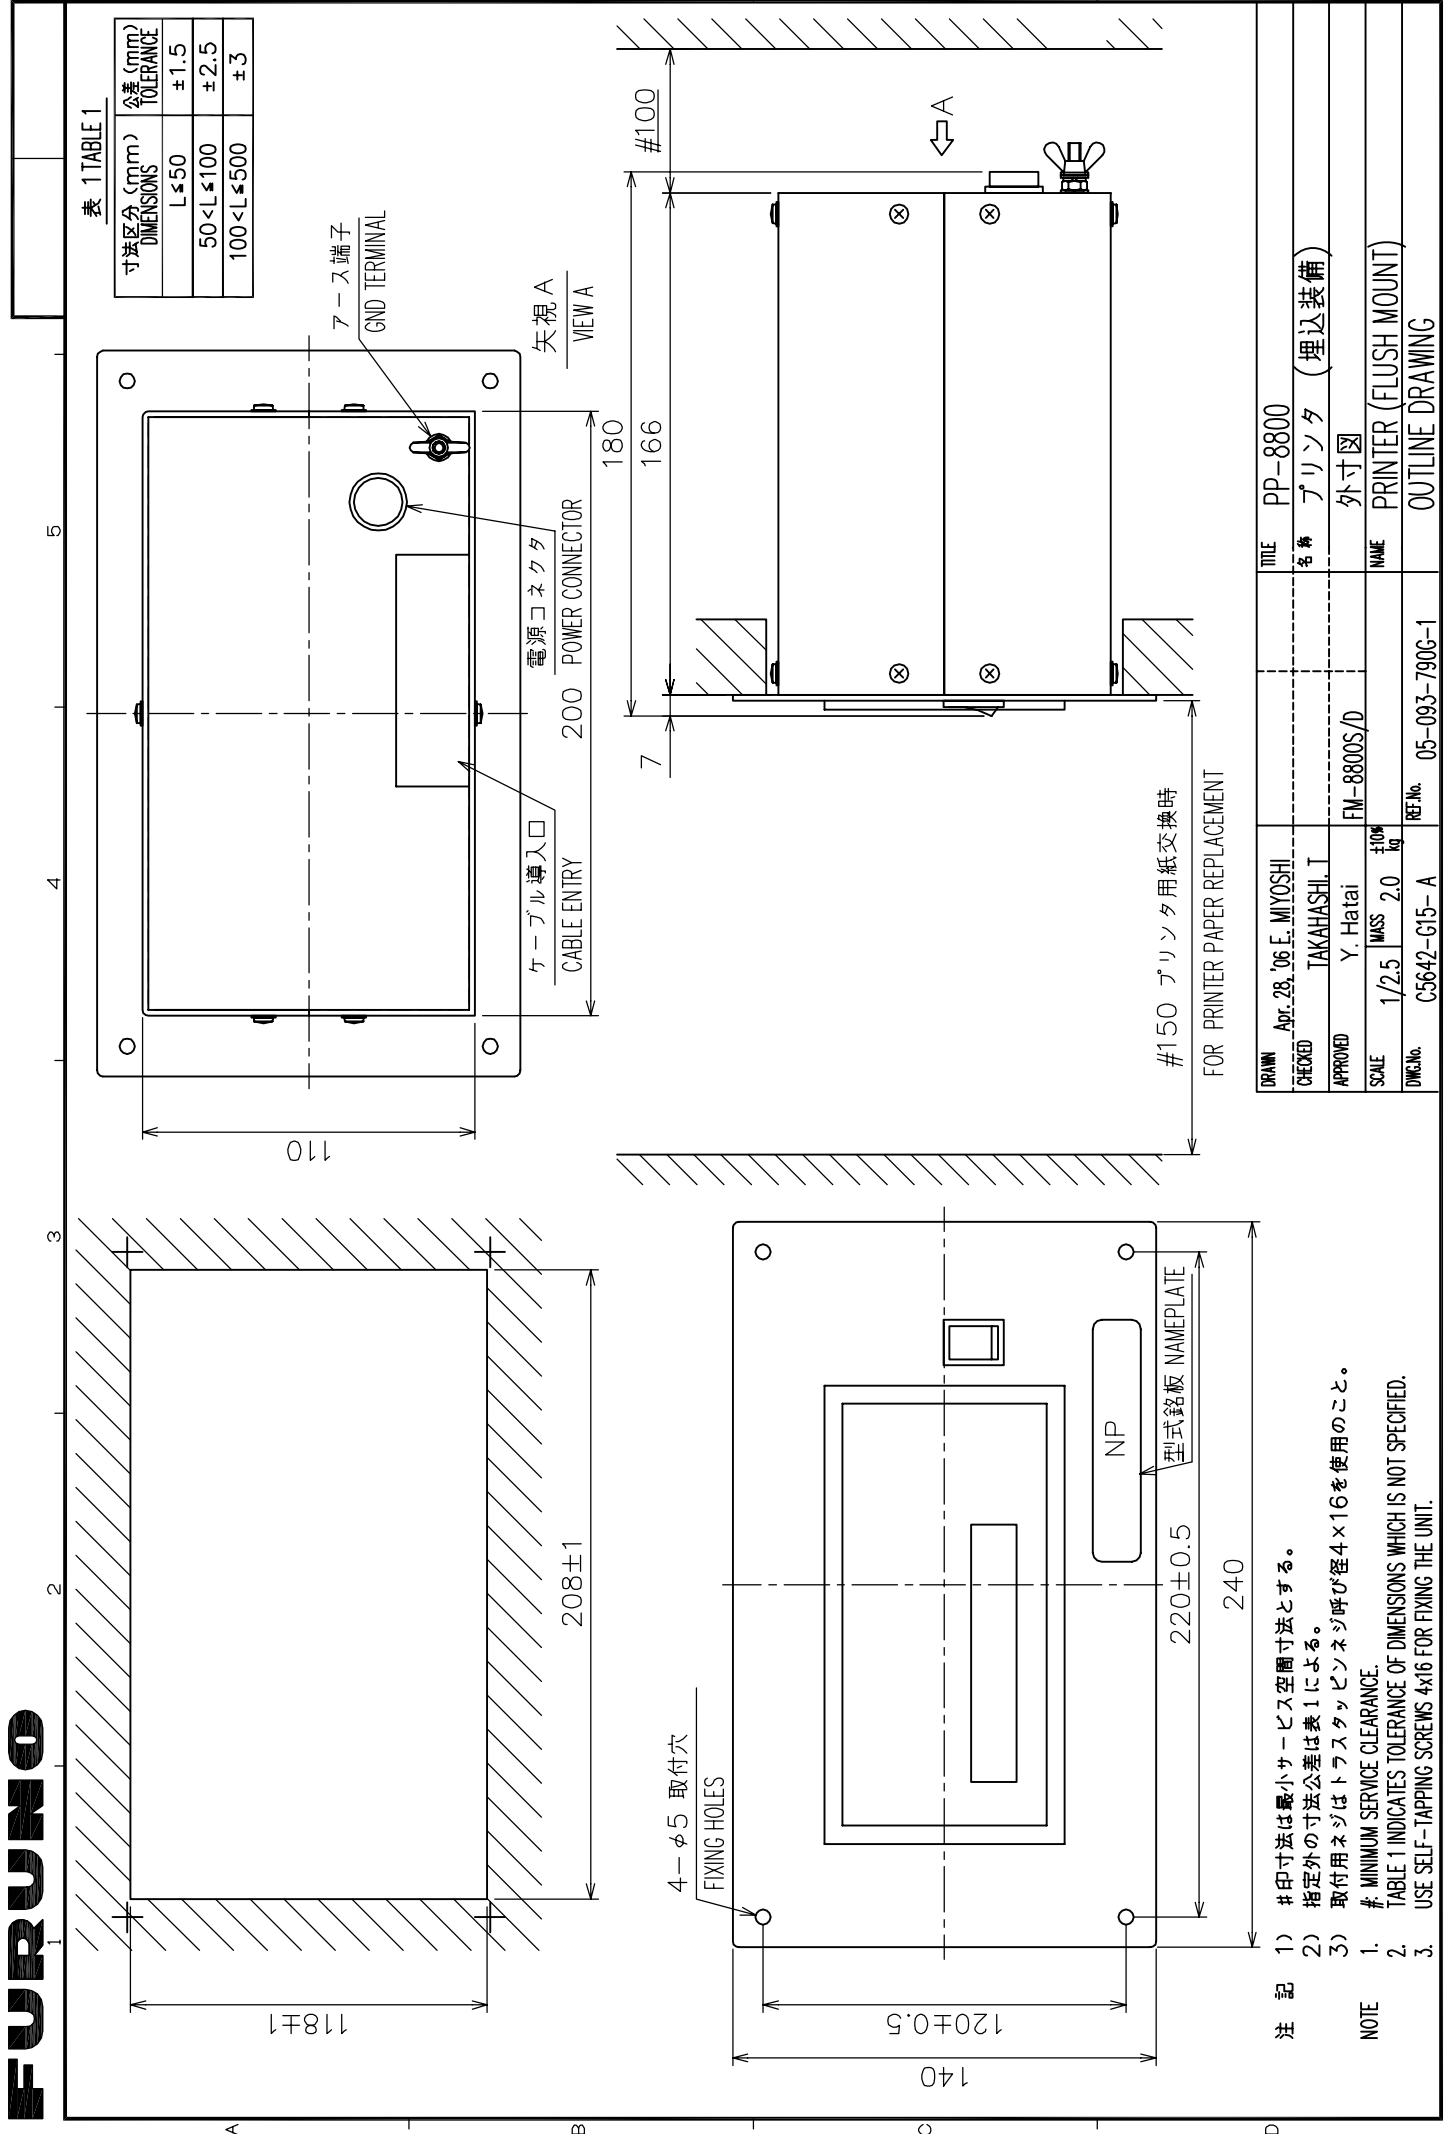 FURUNO
1
2
3
4
5
A
B
C
D
118±1
208±1
110
ケーブル導入口
CABLE ENTRY
電源コネクタ
POWER CONNECTOR
200
アース端子
GND TERMINAL
矢視 A
VIEW A
表 1 TABLE 1
寸法区分 (mm) 公差 (mm)
DIMENSIONS TOLERANCE
L≤50 ±1.5
50<L≤100 ±2.5
100<L≤500 ±3
4-φ5 取付穴
FIXING HOLES
120±0.5
140
NP
型式銘板 NAMEPLATE
220±0.5
240
180
166
7
#100
A
#150 プリンタ用紙交換時
FOR PRINTER PAPER REPLACEMENT
注 記 1) #印寸法は最小サービス空間寸法とする。
2) 指定外の寸法公差は表1による。
3) 取付用ネジはトラスタッピンネジ呼び径4×16を使用のこと。
NOTE 1. #: MINIMUM SERVICE CLEARANCE.
2. TABLE 1 INDICATES TOLERANCE OF DIMENSIONS WHICH IS NOT SPECIFIED.
3. USE SELF-TAPPING SCREWS 4x16 FOR FIXING THE UNIT.
DRAWN Apr. 28, '06 E. MIYOSHI
CHECKED TAKAHASHI. T
APPROVED Y. Hatai
FM-8800S/D
SCALE 1/2.5 MASS 2.0 ±10% kg
DWG.No. C5642-G15- A
REF.No. 05-093-790G-1
TITLE PP-8800
名称 プリンタ (埋込装備)
外寸図
NAME PRINTER (FLUSH MOUNT)
OUTLINE DRAWING